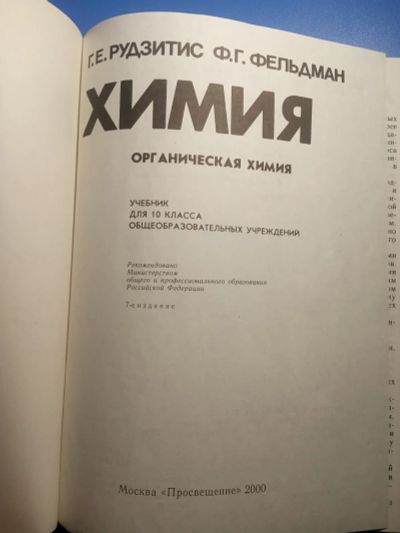 Г. Е. РУДЗИТИС Ф. Г. ФЕЛЬДМАН
ХИМИЯ
ОРГАНИЧЕСКАЯ ХИМИЯ
УЧЕБНИК
ДЛЯ 10 КЛАССА
ОБЩЕОБРАЗОВАТЕЛЬНЫХ УЧРЕЖДЕНИЙ
Рекомендовано
Министерством
общего и профессионального образования
Российской Федерации
7-е издание
Москва «Просвещение» 2000